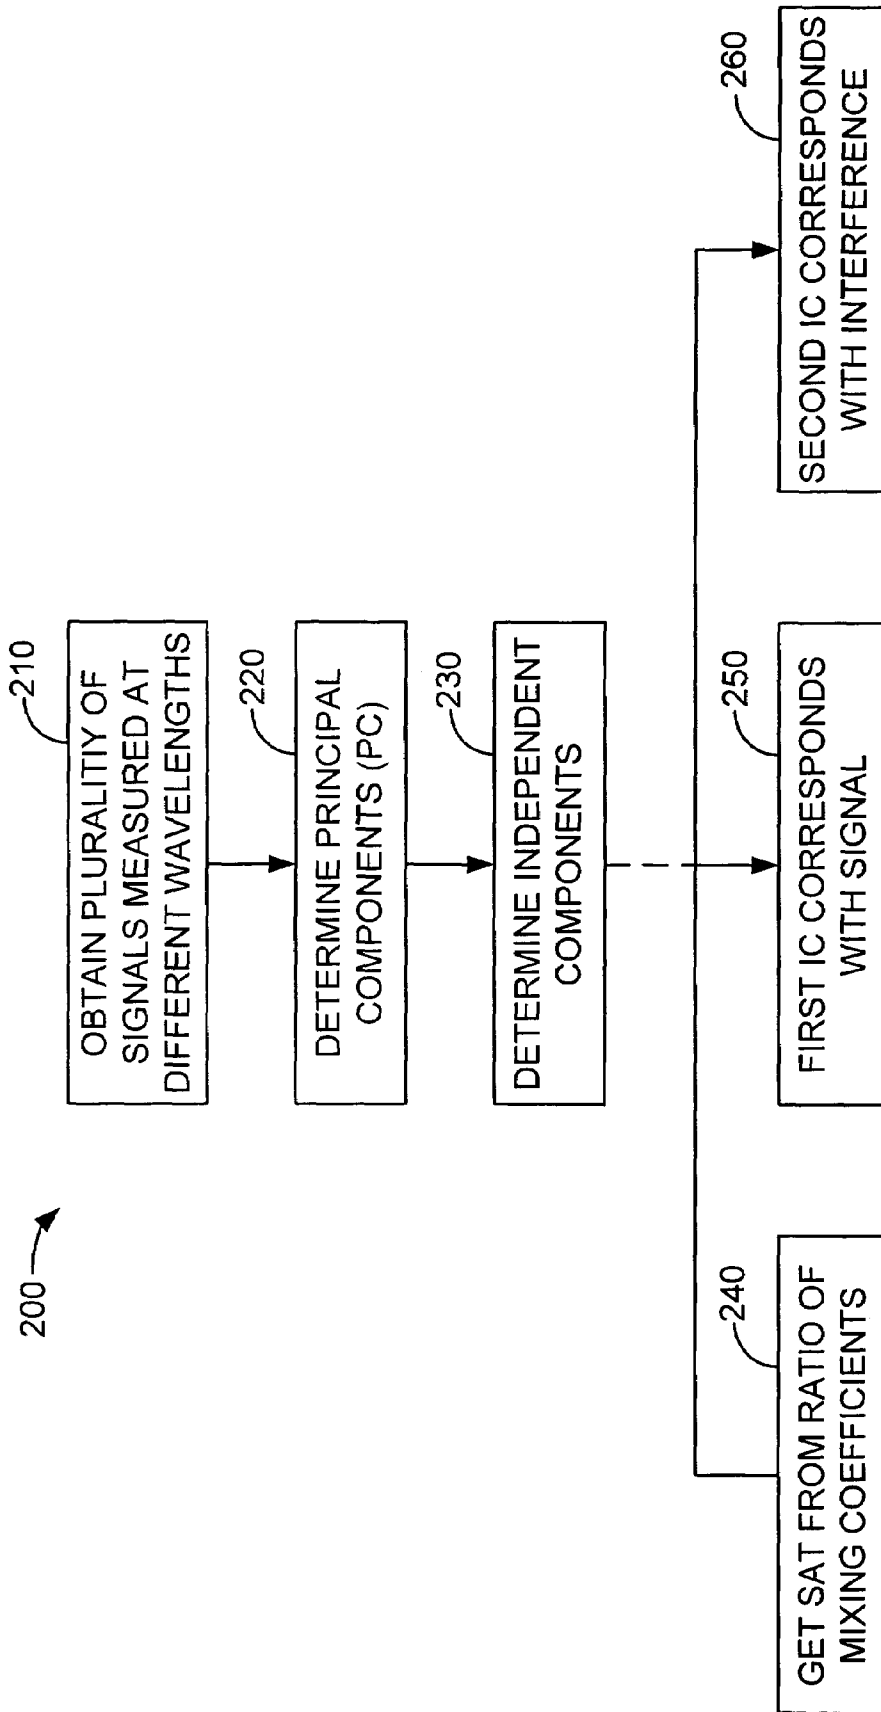 200
210
OBTAIN PLURALITIY OF
SIGNALS MEASURED AT
DIFFERENT WAVELENGTHS
220
DETERMINE PRINCIPAL
COMPONENTS (PC)
230
DETERMINE INDEPENDENT
COMPONENTS
240
GET SAT FROM RATIO OF
MIXING COEFFICIENTS
250
FIRST IC CORRESPONDS
WITH SIGNAL
260
SECOND IC CORRESPONDS
WITH INTERFERENCE